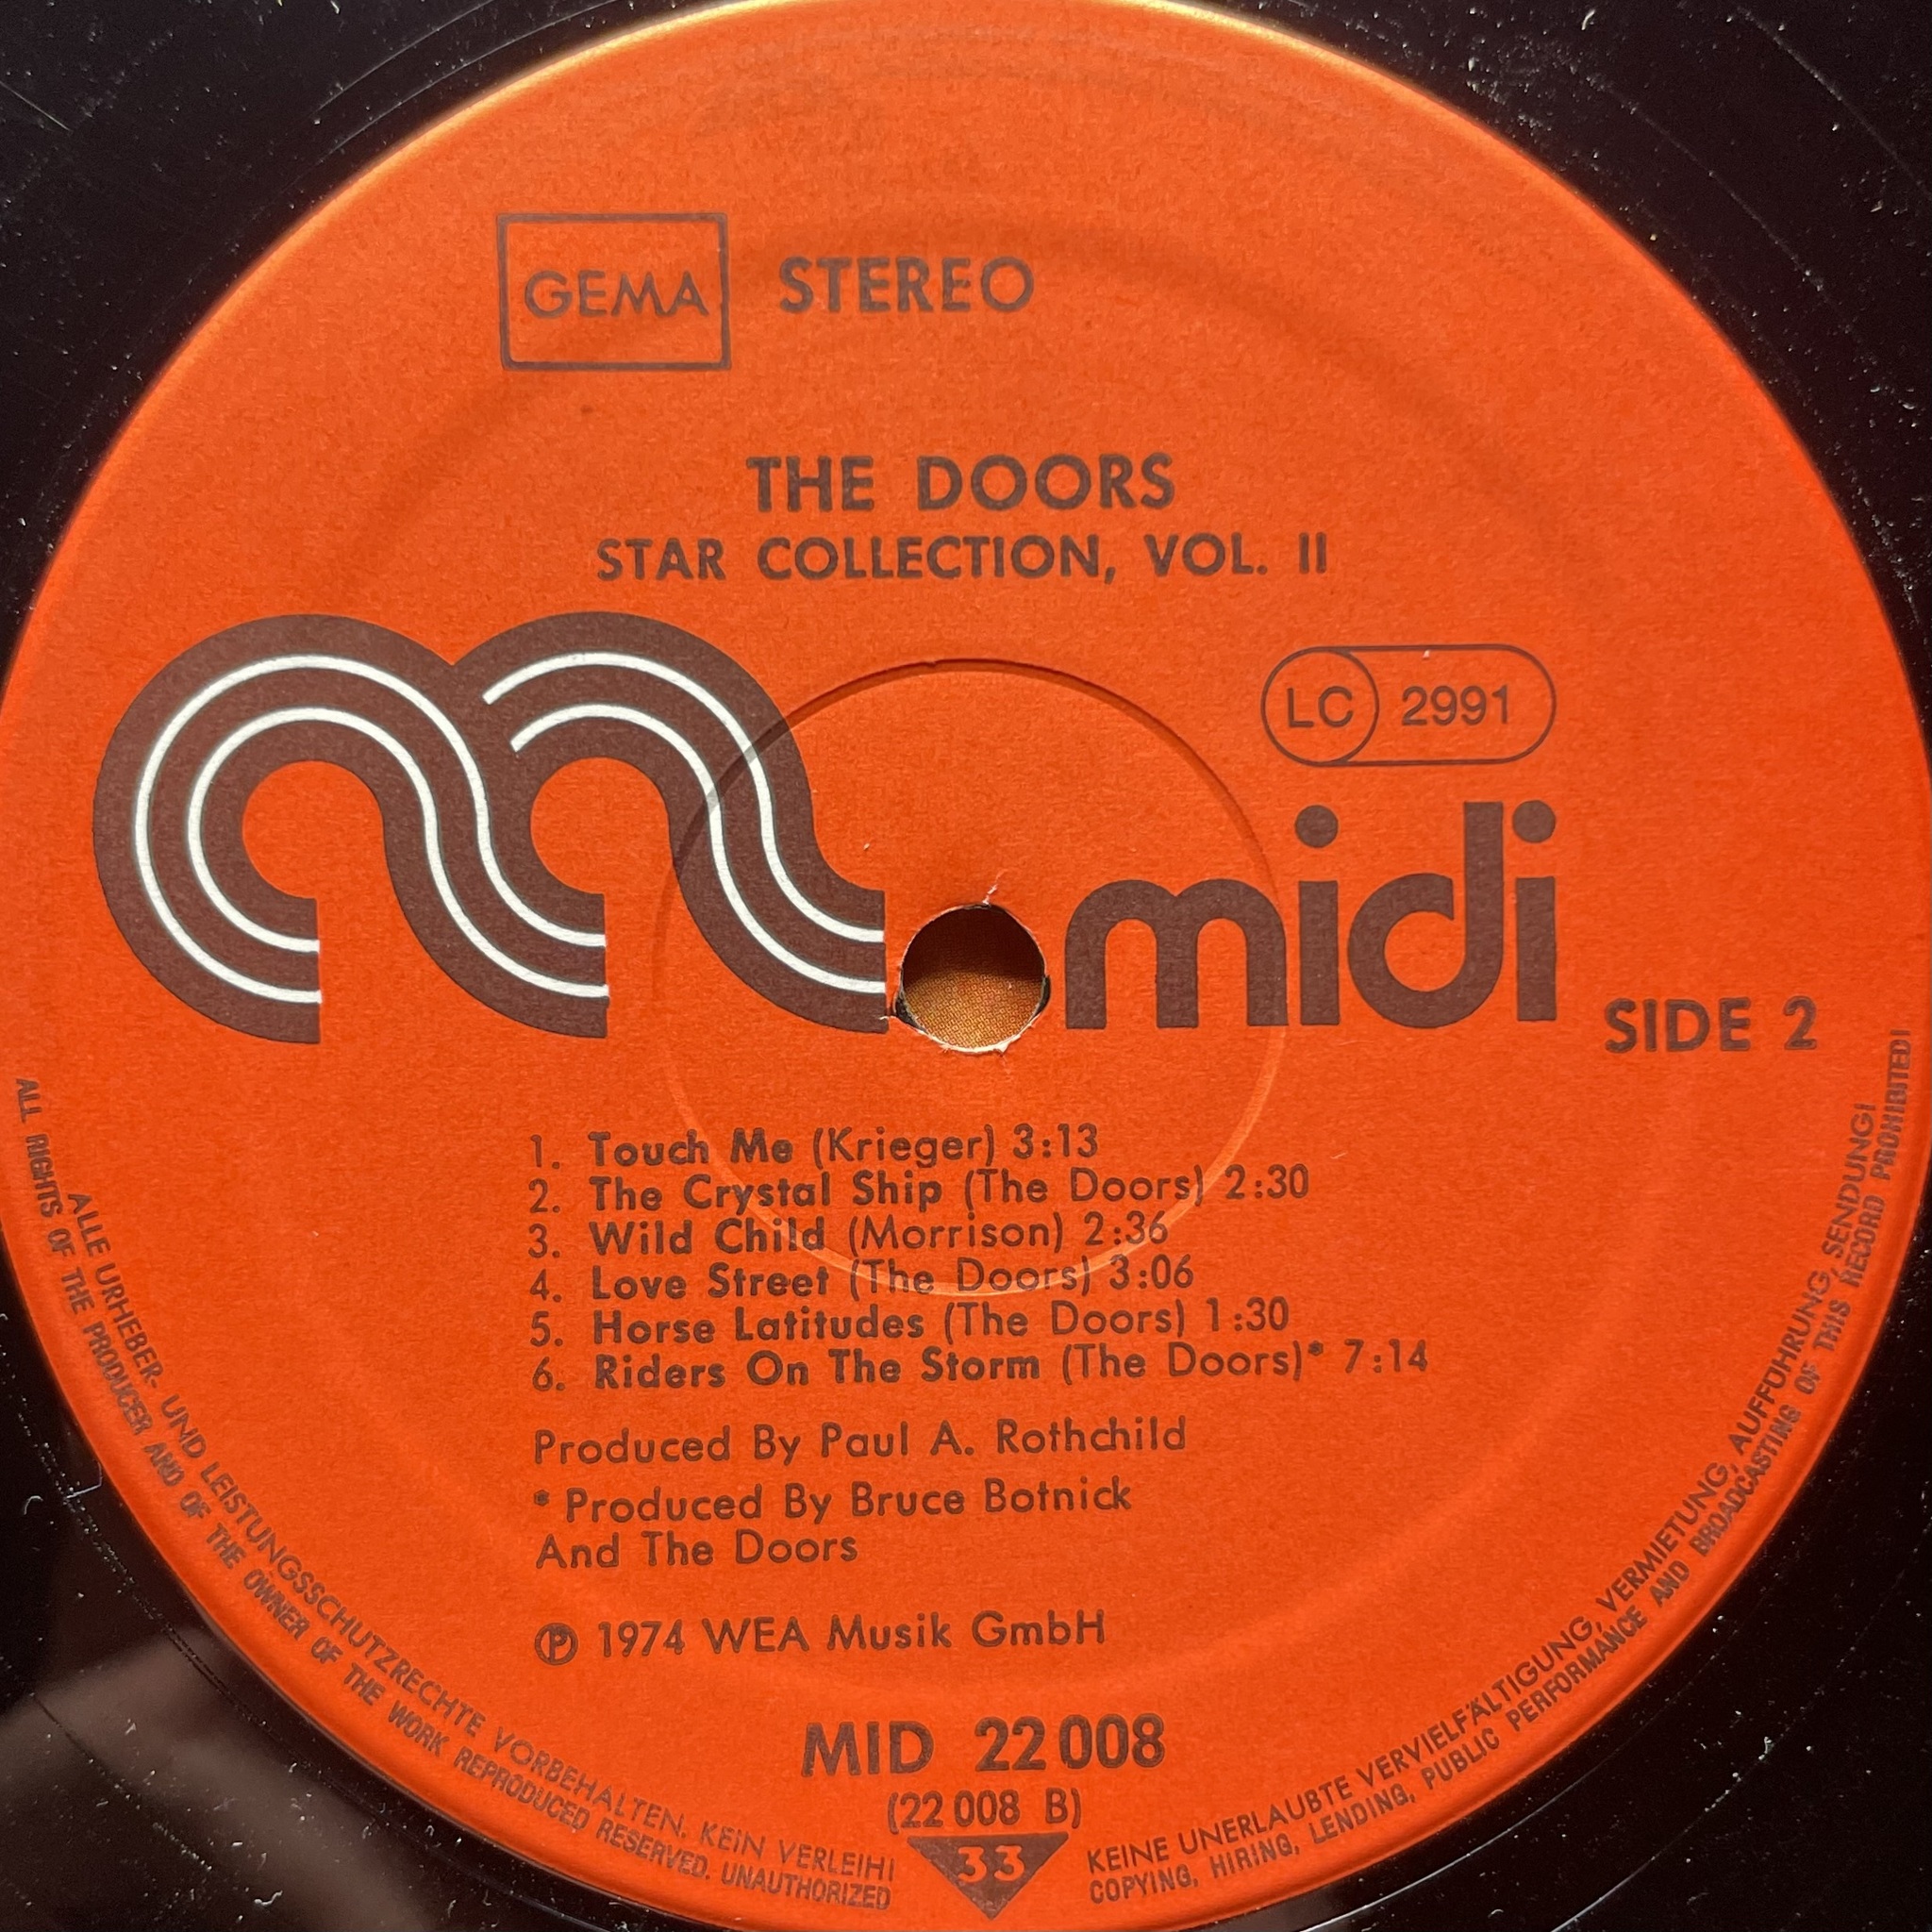 GEMA STEREO
THE DOORS
STAR COLLECTION, VOL. II
LC 2991
midi
SIDE 2
1. Touch Me (Krieger) 3:13
2. The Crystal Ship (The Doors) 2:30
3. Wild Child (Morrison) 2:36
4. Love Street (The Doors) 3:06
5. Horse Latitudes (The Doors) 1:30
6. Riders On The Storm (The Doors)* 7:14
Produced By Paul A. Rothchild
* Produced By Bruce Botnick
And The Doors
Ⓟ 1974 WEA Musik GmbH
MID 22 008
(22 008 B)
33
ALLE URHEBER- UND LEISTUNGSSCHUTZRECHTE VORBEHALTEN. KEIN VERLEIH! KEINE UNERLAUBTE VERVIELFÄLTIGUNG, VERMIETUNG, AUFFÜHRUNG, SENDUNG!
ALL RIGHTS OF THE PRODUCER AND OF THE OWNER OF THE WORK REPRODUCED RESERVED. UNAUTHORIZED COPYING, HIRING, LENDING, PUBLIC PERFORMANCE AND BROADCASTING OF THIS RECORD PROHIBITED!